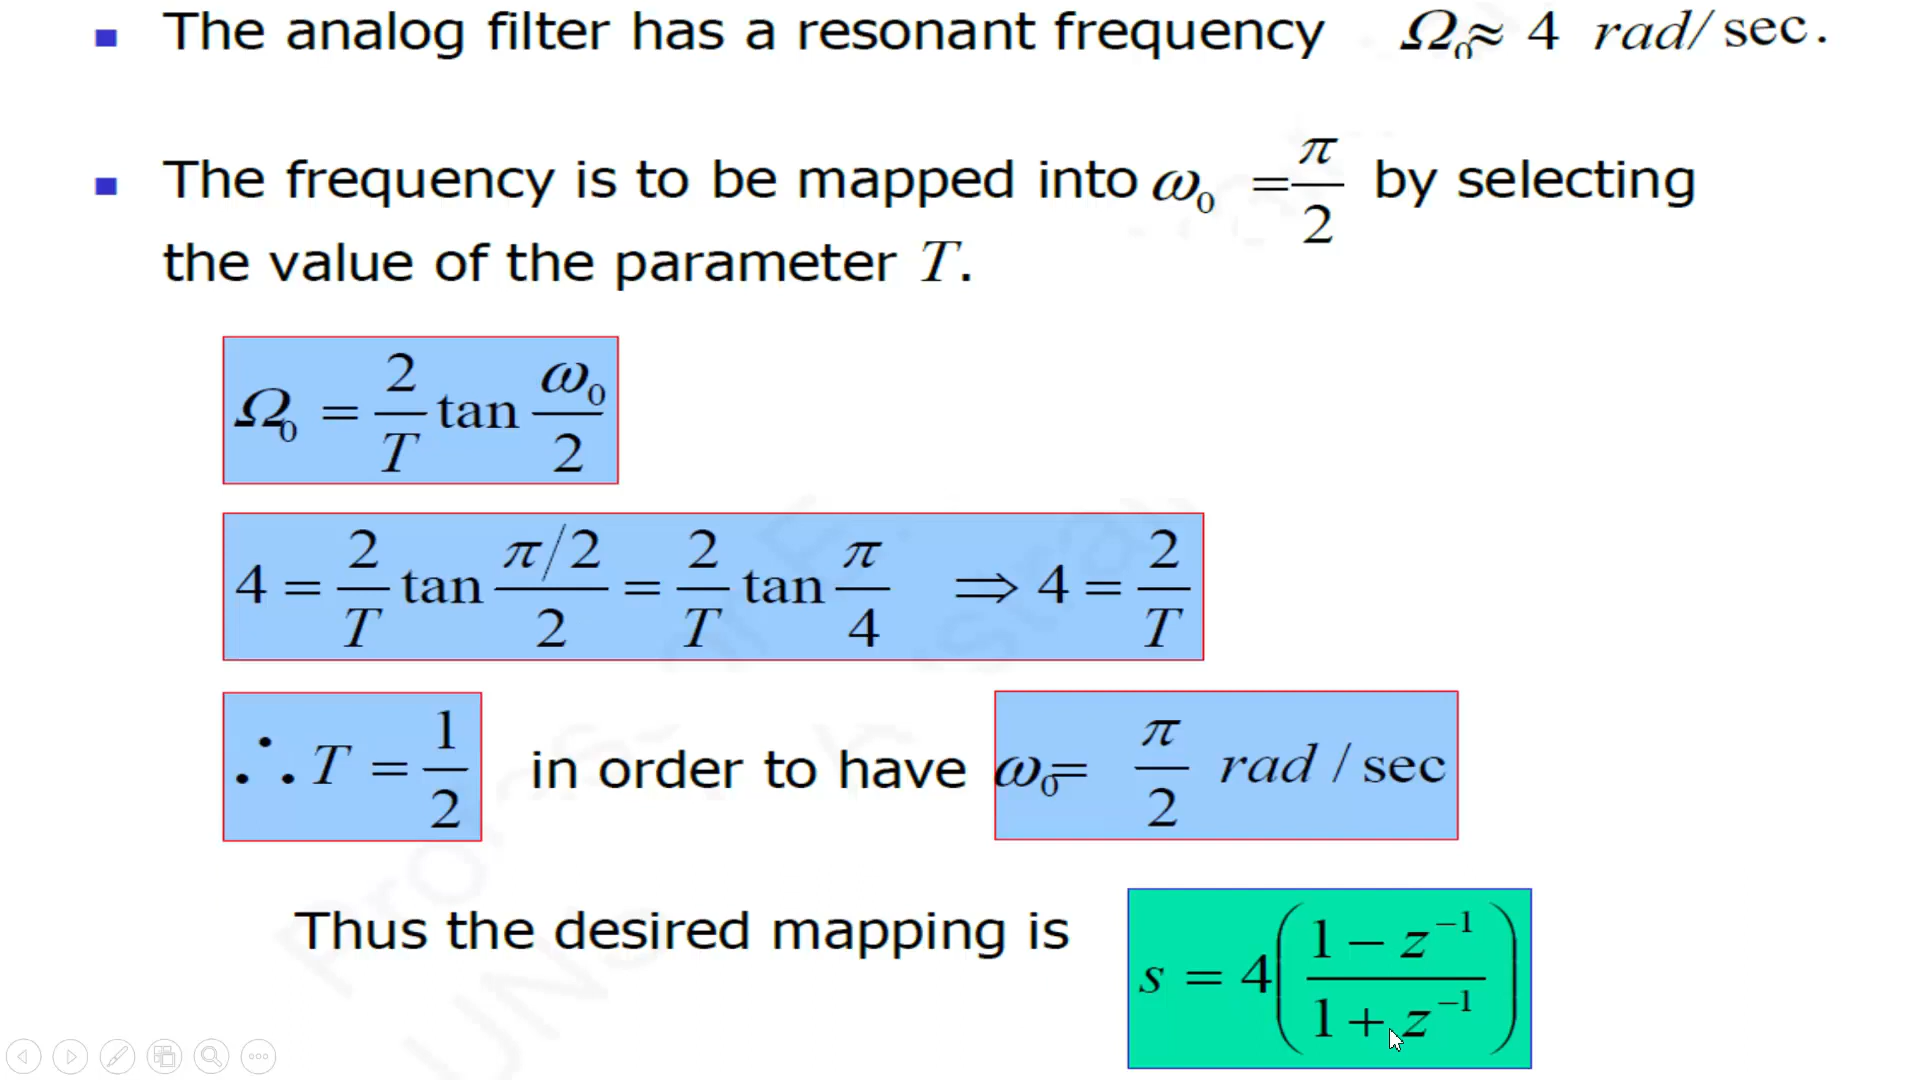 The analog filter has a resonant frequency Ω₀ ≈ 4 rad/sec.
The frequency is to be mapped into ω₀ = π/2 by selecting
the value of the parameter T.
Ω₀ = 2/T tan ω₀/2
4 = 2/T tan (π/2)/2 = 2/T tan π/4 ⇒ 4 = 2/T
∴ T = 1/2 in order to have ω₀ = π/2 rad / sec
Thus the desired mapping is s = 4((1 − z⁻¹)/(1 + z⁻¹))